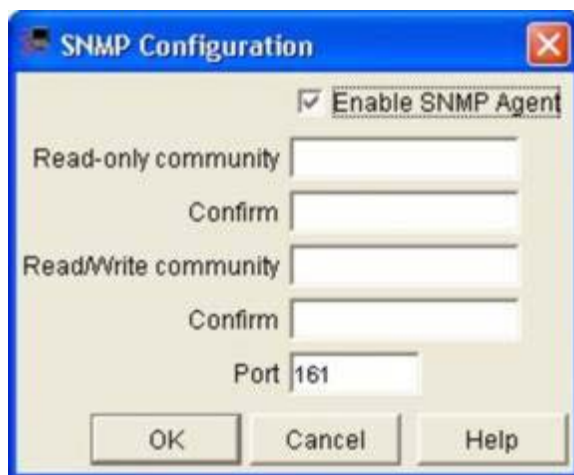 SNMP Configuration
Enable SNMP Agent
Read-only community
Confirm
Read/Write community
Confirm
Port 161
OK Cancel Help